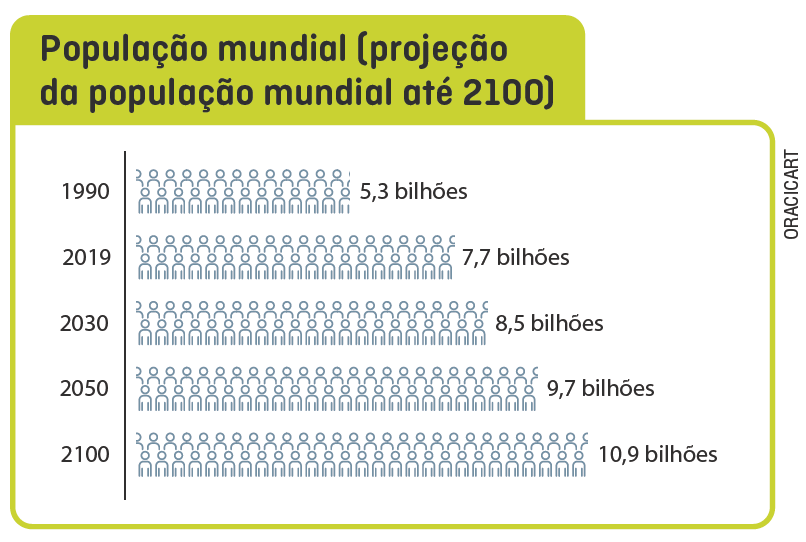 População mundial (projeção
da população mundial até 2100)
1990 5,3 bilhões
2019 7,7 bilhões
2030 8,5 bilhões
2050 9,7 bilhões
2100 10,9 bilhões
ORACICART